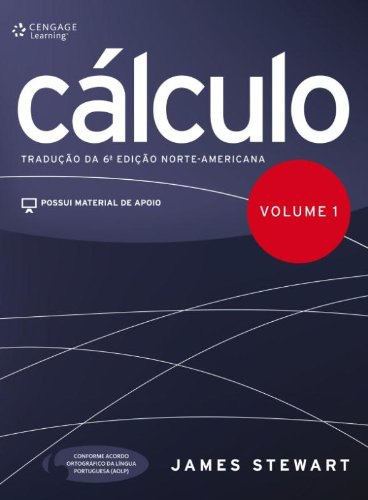 CENGAGE
Learning™
cálculo
TRADUÇÃO DA 6ª EDIÇÃO NORTE-AMERICANA
POSSUI MATERIAL DE APOIO
VOLUME 1
CONFORME ACORDO
ORTOGRÁFICO DA LÍNGUA
PORTUGUESA (AOLP)
JAMES STEWART